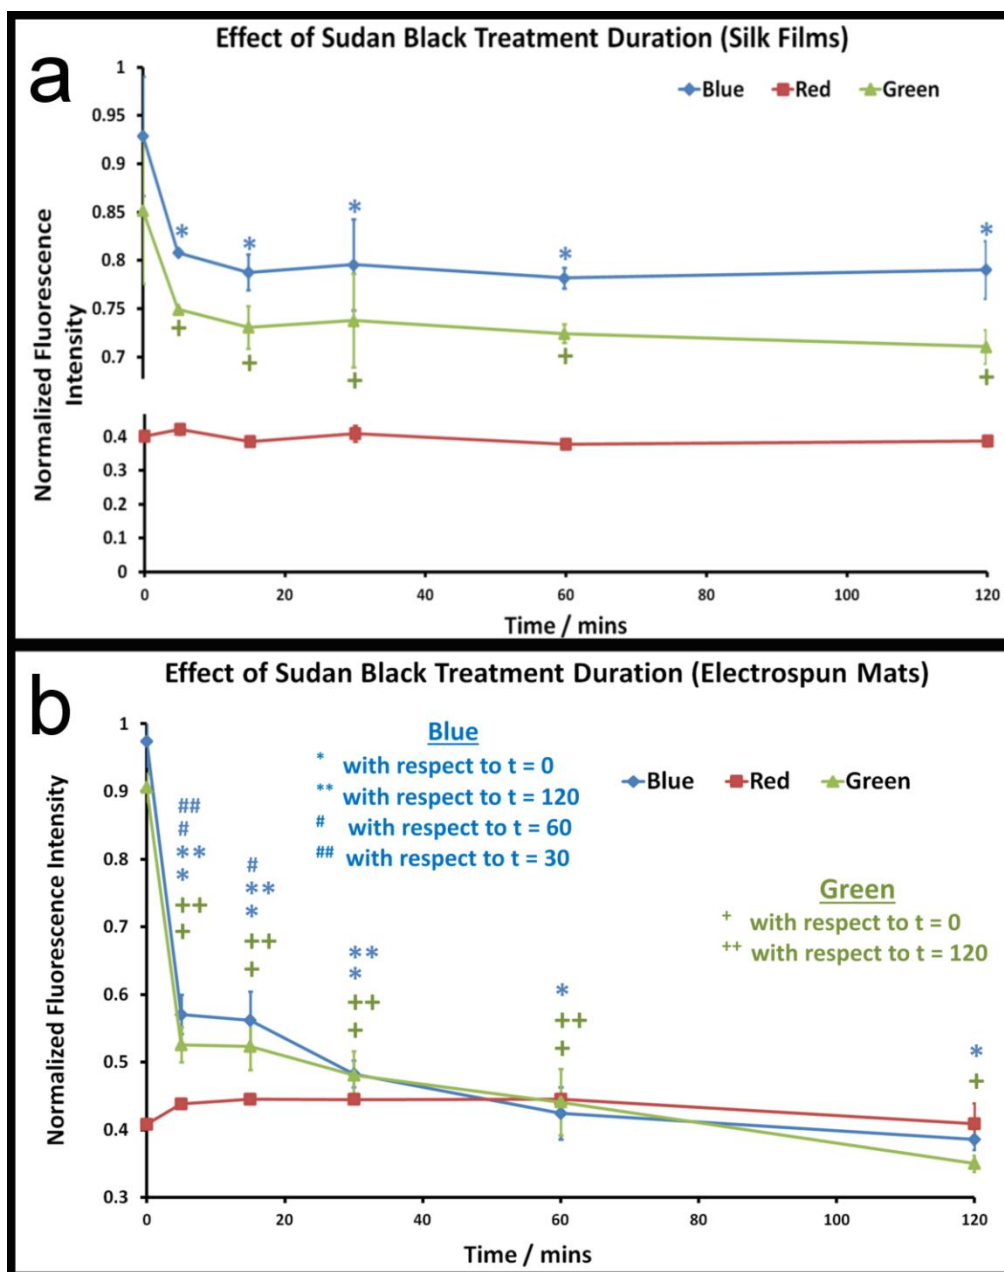 a
Effect of Sudan Black Treatment Duration (Silk Films)
Blue Red Green
Normalized Fluorescence
Intensity
1
0.95
0.9
0.85
0.8
0.75
0.7
0.4
0.3
0.2
0.1
0
* * * * *
+ + + + +
0 20 40 60 80 100 120
Time / mins
b
Effect of Sudan Black Treatment Duration (Electrospun Mats)
Blue
* with respect to t = 0
** with respect to t = 120
# with respect to t = 60
## with respect to t = 30
Blue Red Green
Green
+ with respect to t = 0
++ with respect to t = 120
Normalized Fluorescence Intensity
1
0.9
0.8
0.7
0.6
0.5
0.4
0.3
##
#
**
*
++
+
#
**
*
++
+
**
*
++
+
*
++
+
*
+
0 20 40 60 80 100 120
Time / mins